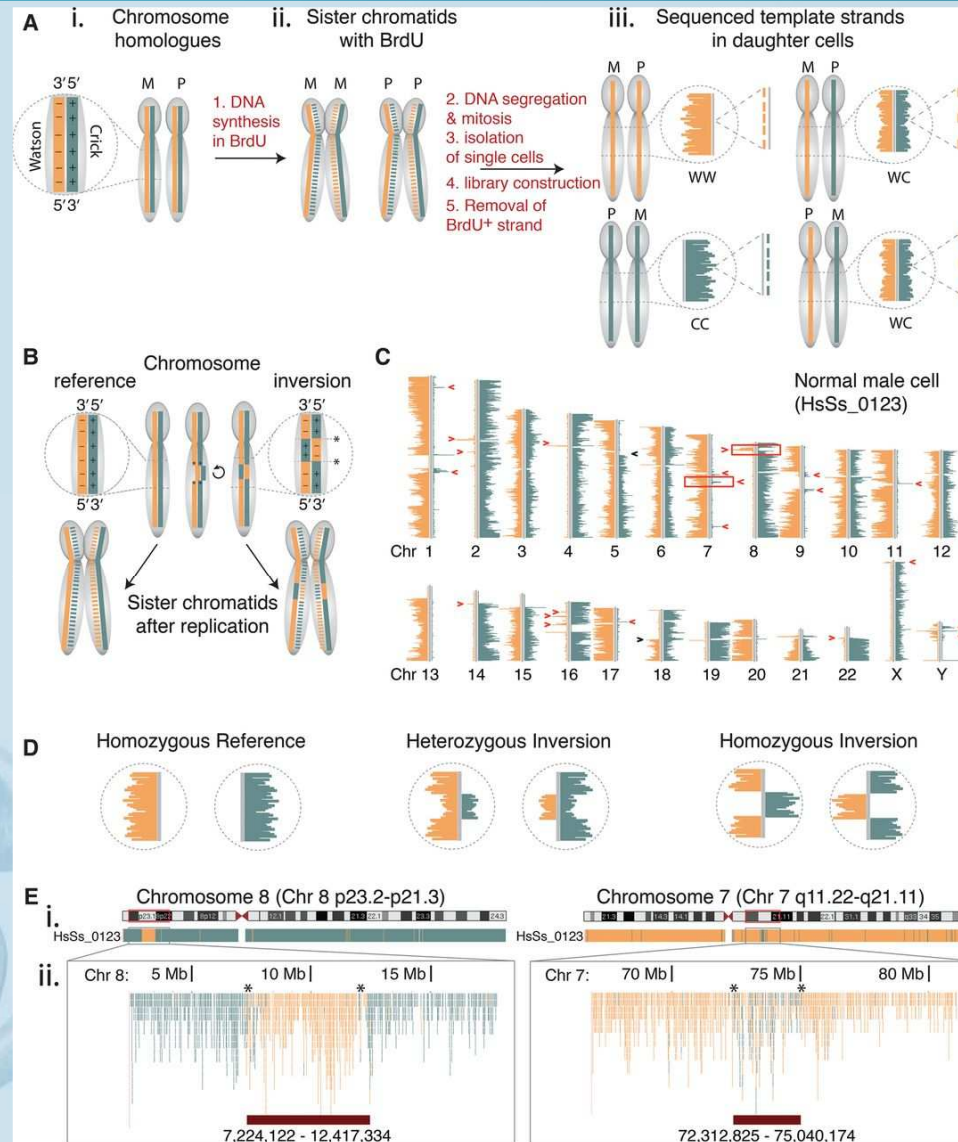 A
i. Chromosome
homologues
ii. Sister chromatids
with BrdU
iii. Sequenced template strands
in daughter cells
3' 5'
Watson
Crick
5' 3'
M P
1. DNA
synthesis
in BrdU
M M P P
2. DNA segregation
& mitosis
3. isolation
of single cells
4. library construction
5. Removal of
BrdU+ strand
M P
WW
M P
WC
P M
CC
P M
WC
B
Chromosome
reference
inversion
3' 5'
5' 3'
3' 5'
*
*
5' 3'
Sister chromatids
after replication
C
Normal male cell
(HsSs_0123)
Chr 1 2 3 4 5 6 7 8 9 10 11 12
Chr 13 14 15 16 17 18 19 20 21 22 X Y
D
Homozygous Reference
Heterozygous Inversion
Homozygous Inversion
E
i.
Chromosome 8 (Chr 8 p23.2-p21.3)
HsSs_0123
Chromosome 7 (Chr 7 q11.22-q21.11)
HsSs_0123
ii.
Chr 8: 5 Mb 10 Mb 15 Mb
* *
7.224.122 - 12.417.334
Chr 7: 70 Mb 75 Mb 80 Mb
* *
72.312.825 - 75.040.174